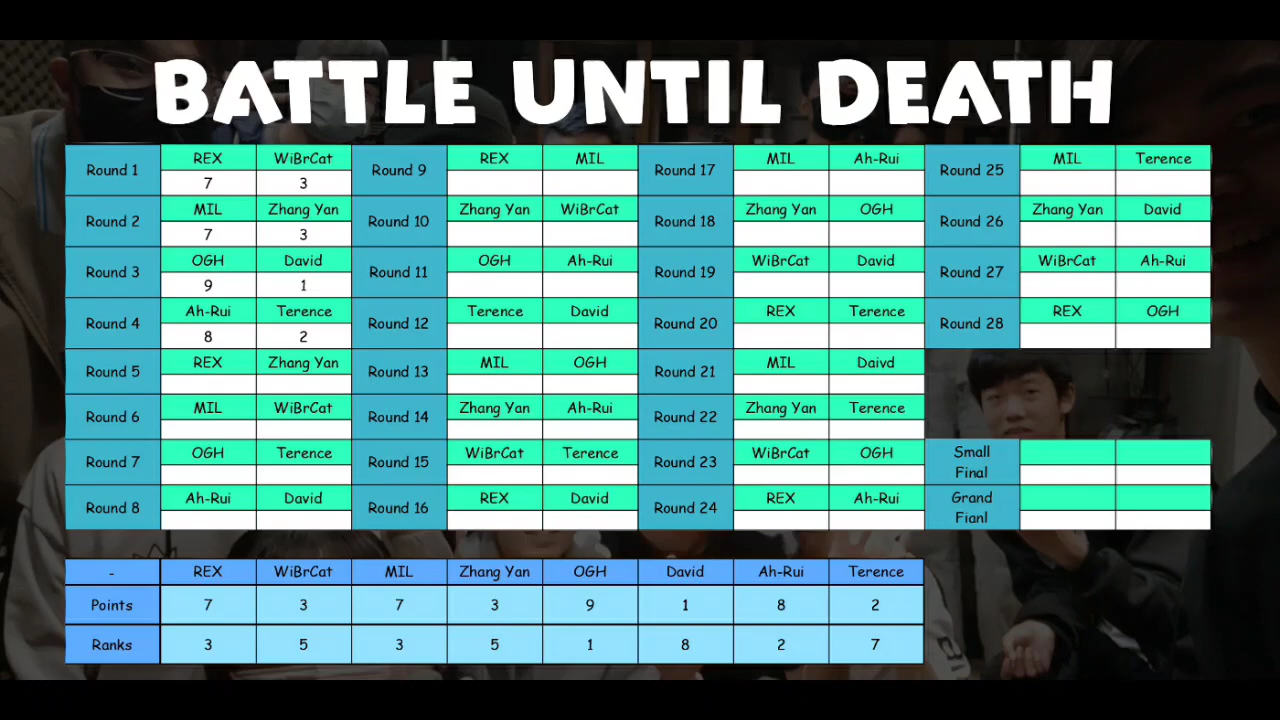 BATTLE UNTIL DEATH
Round 1 REX WiBrCat Round 9 REX MIL Round 17 MIL Ah-Rui Round 25 MIL Terence
7 3
Round 2 MIL Zhang Yan Round 10 Zhang Yan WiBrCat Round 18 Zhang Yan OGH Round 26 Zhang Yan David
7 3
Round 3 OGH David Round 11 OGH Ah-Rui Round 19 WiBrCat David Round 27 WiBrCat Ah-Rui
9 1
Round 4 Ah-Rui Terence Round 12 Terence David Round 20 REX Terence Round 28 REX OGH
8 2
Round 5 REX Zhang Yan Round 13 MIL OGH Round 21 MIL Daivd
Round 6 MIL WiBrCat Round 14 Zhang Yan Ah-Rui Round 22 Zhang Yan Terence
Round 7 OGH Terence Round 15 WiBrCat Terence Round 23 WiBrCat OGH Small
Final
Round 8 Ah-Rui David Round 16 REX David Round 24 REX Ah-Rui Grand
Fianl
- REX WiBrCat MIL Zhang Yan OGH David Ah-Rui Terence
Points 7 3 7 3 9 1 8 2
Ranks 3 5 3 5 1 8 2 7